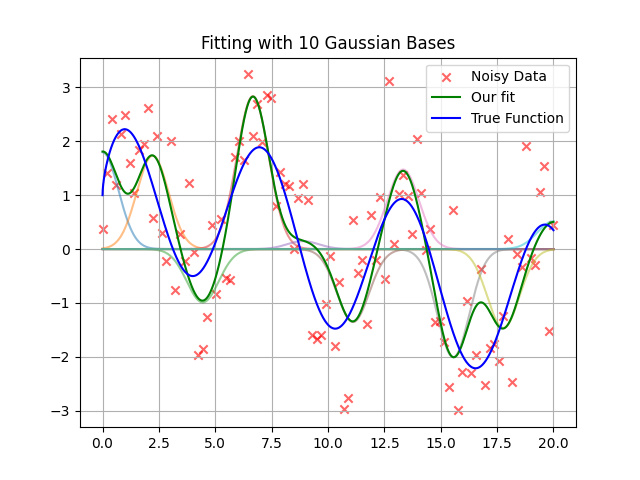 Fitting with 10 Gaussian Bases
Noisy Data
Our fit
True Function
3
2
1
0
−1
−2
−3
0.0 2.5 5.0 7.5 10.0 12.5 15.0 17.5 20.0